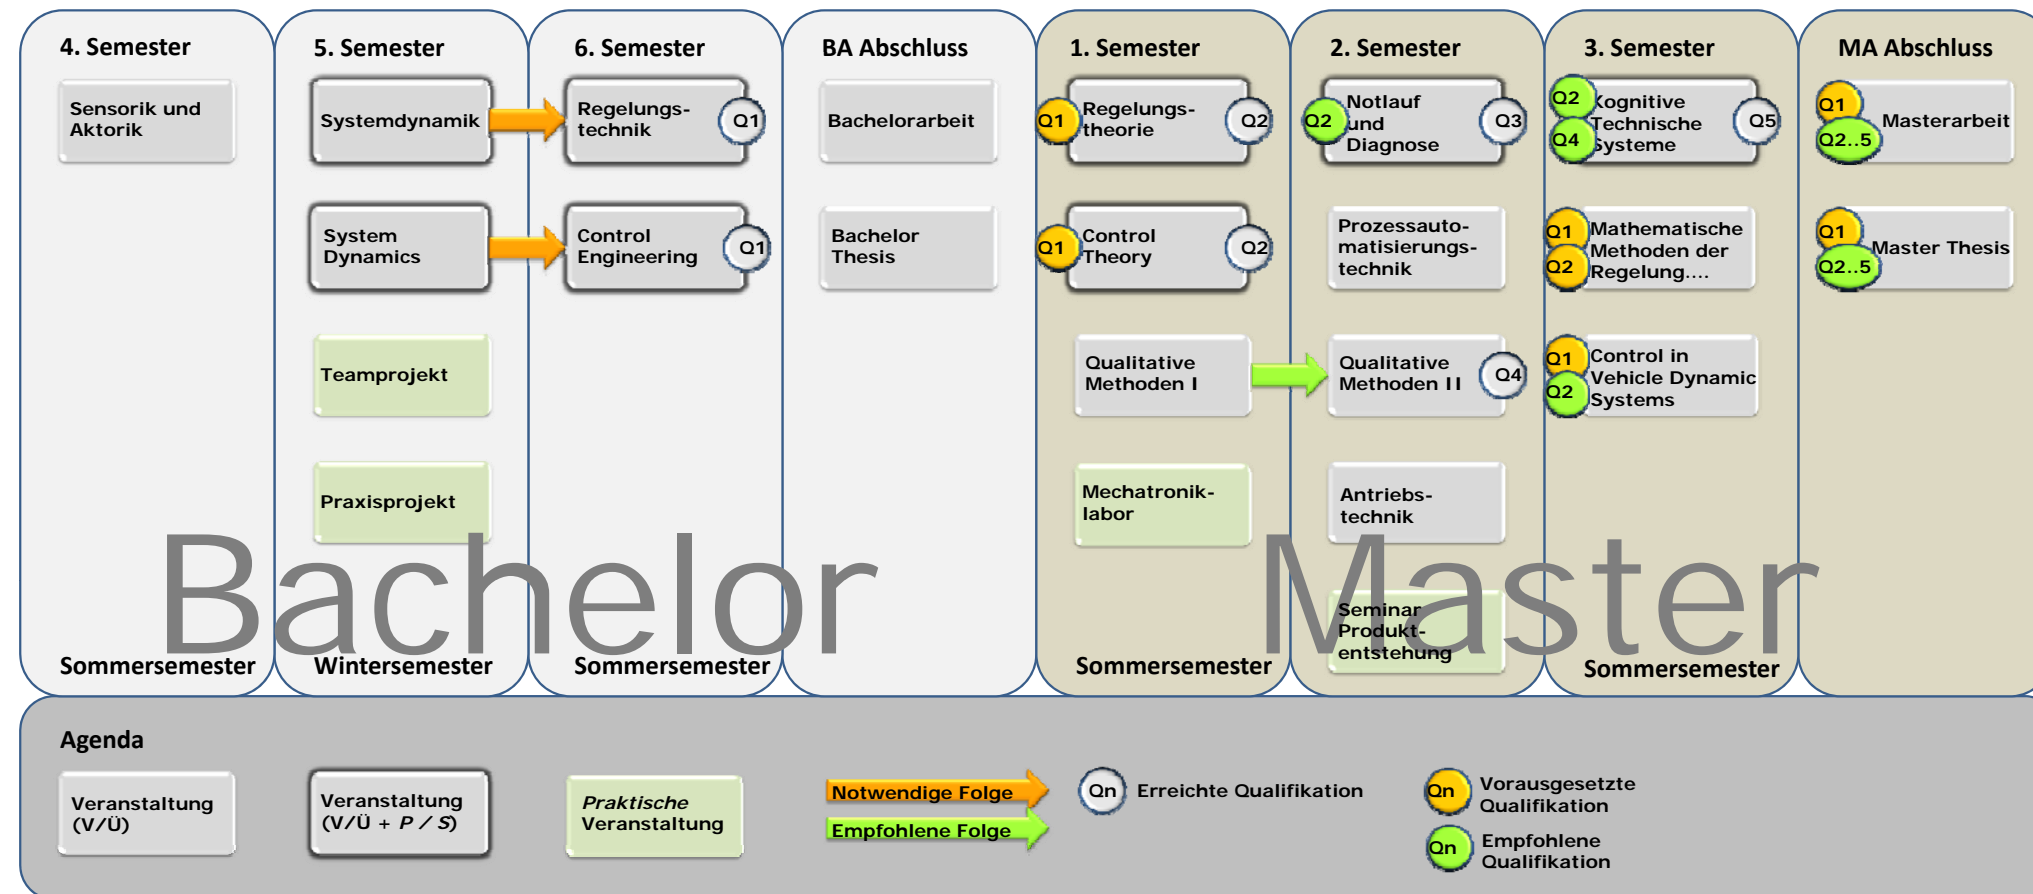 4. Semester
Sensorik und
Aktorik
Sommersemester
5. Semester
Systemdynamik
System
Dynamics
Teamprojekt
Praxisprojekt
Wintersemester
6. Semester
Regelungs-
technik
Q1
Control
Engineering
Q1
Sommersemester
BA Abschluss
Bachelorarbeit
Bachelor
Thesis
Bachelor
1. Semester
Q1
Regelungs-
theorie
Q2
Q1
Control
Theory
Q2
Qualitative
Methoden I
Mechatronik-
labor
Sommersemester
2. Semester
Q2
Notlauf
und
Diagnose
Q3
Prozessauto-
matisierungs-
technik
Qualitative
Methoden II
Q4
Antriebs-
technik
Seminar
Produkt-
entstehung
3. Semester
Q2
Q4
Kognitive
Technische
Systeme
Q5
Q1
Q2
Mathematische
Methoden der
Regelung....
Q1
Q2
Control in
Vehicle Dynamic
Systems
Sommersemester
MA Abschluss
Q1
Q2..5
Masterarbeit
Q1
Q2..5
Master Thesis
Master
Agenda
Veranstaltung
(V/Ü)
Veranstaltung
(V/Ü + P / S)
Praktische
Veranstaltung
Notwendige Folge
Empfohlene Folge
Qn
Erreichte Qualifikation
Qn
Vorausgesetzte
Qualifikation
Qn
Empfohlene
Qualifikation